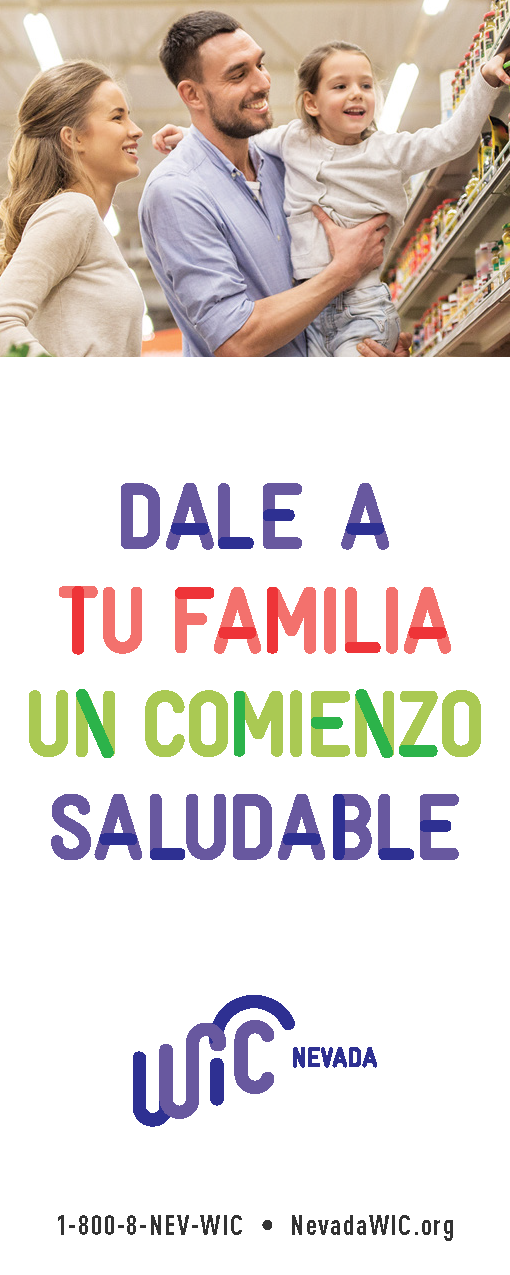 DALE A
TU FAMILIA
UN COMIENZO
SALUDABLE
WiC NEVADA
1-800-8-NEV-WIC • NevadaWIC.org